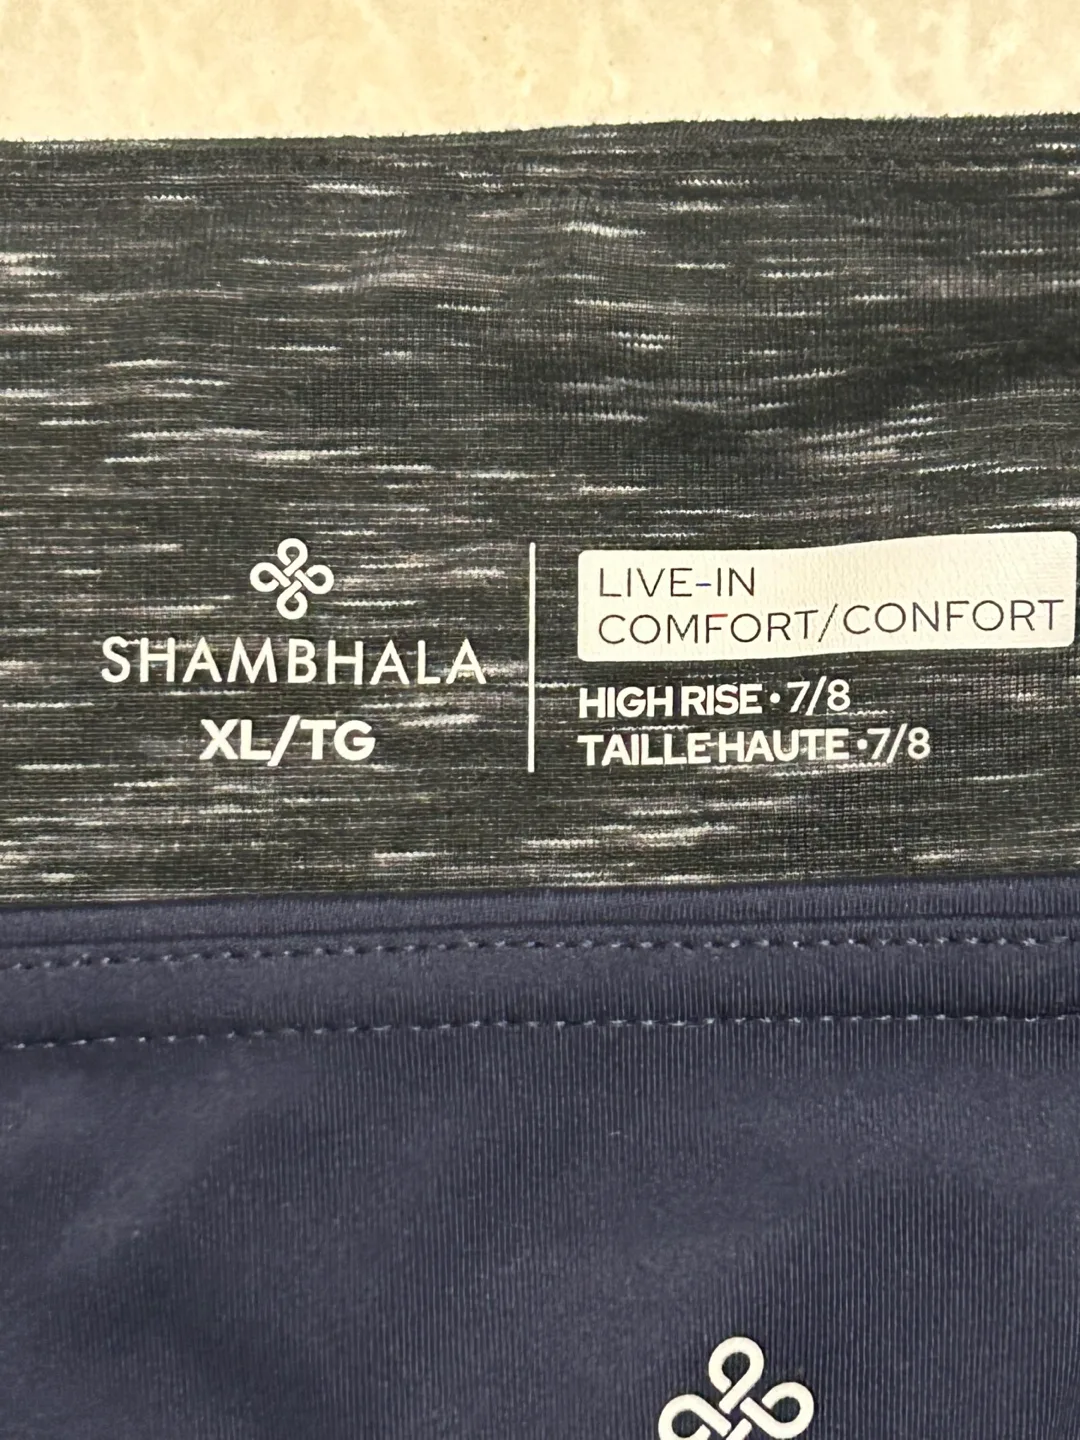 SHAMBHALA
XL/TG
LIVE-IN
COMFORT/CONFORT
HIGH RISE • 7/8
TAILLE HAUTE • 7/8